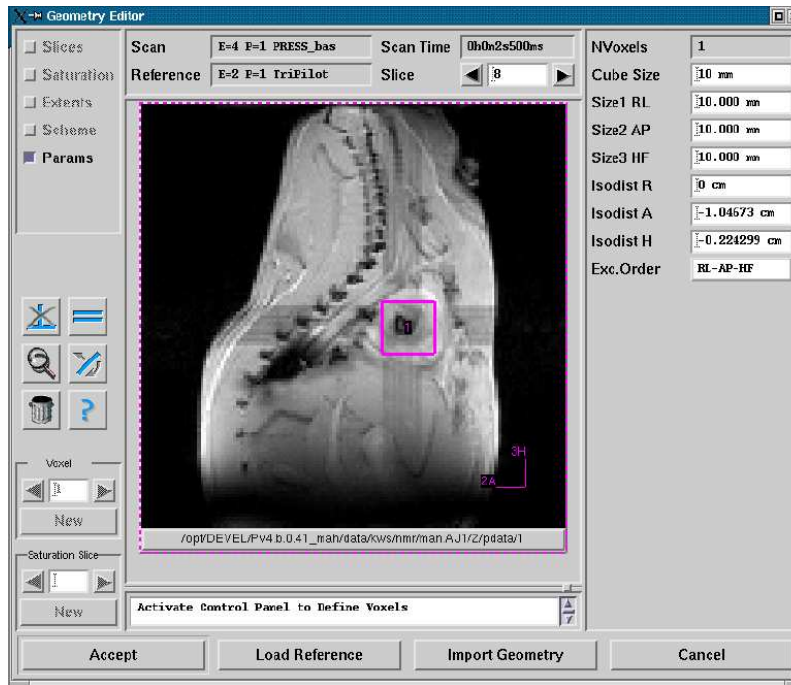 Geometry Editor
Slices
Saturation
Extents
Scheme
Params
Scan E=4 P=1 PRESS_bas Scan Time 0h0m2s500ms
Reference E=2 P=1 TriPilot Slice 8
NVoxels 1
Cube Size 10 mm
Size1 RL 10.000 mm
Size2 AP 10.000 mm
Size3 HF 10.000 mm
Isodist R 0 cm
Isodist A -1.04673 cm
Isodist H -0.224299 cm
Exc.Order RL-AP-HF
1
3H
2A
?
Voxel
1
New
Saturation Slice
New
/opt/DEVEL/Pv4.b.0.41_mah/data/kws/nmr/man.AJ1/2/pdata/1
Activate Control Panel to Define Voxels
Accept Load Reference Import Geometry Cancel